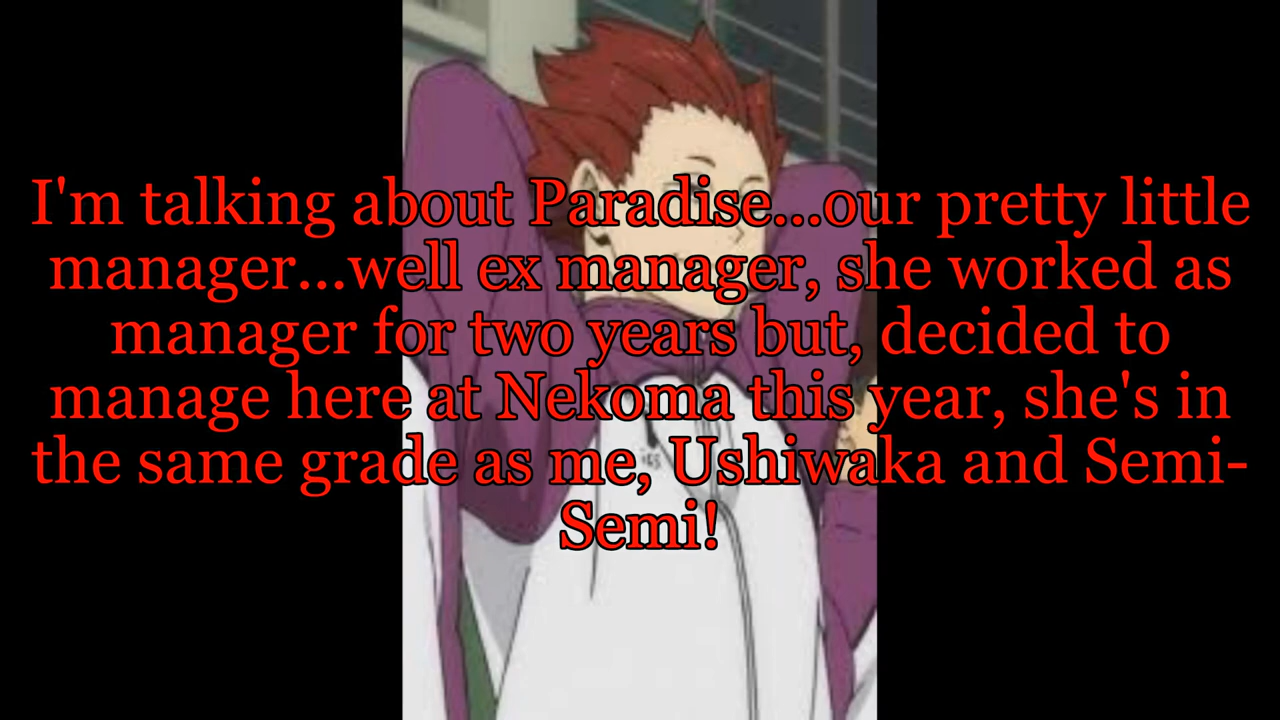 I'm talking about Paradise...our pretty little
manager...well ex manager, she worked as
manager for two years but, decided to
manage here at Nekoma this year, she's in
the same grade as me, Ushiwaka and Semi-
Semi!